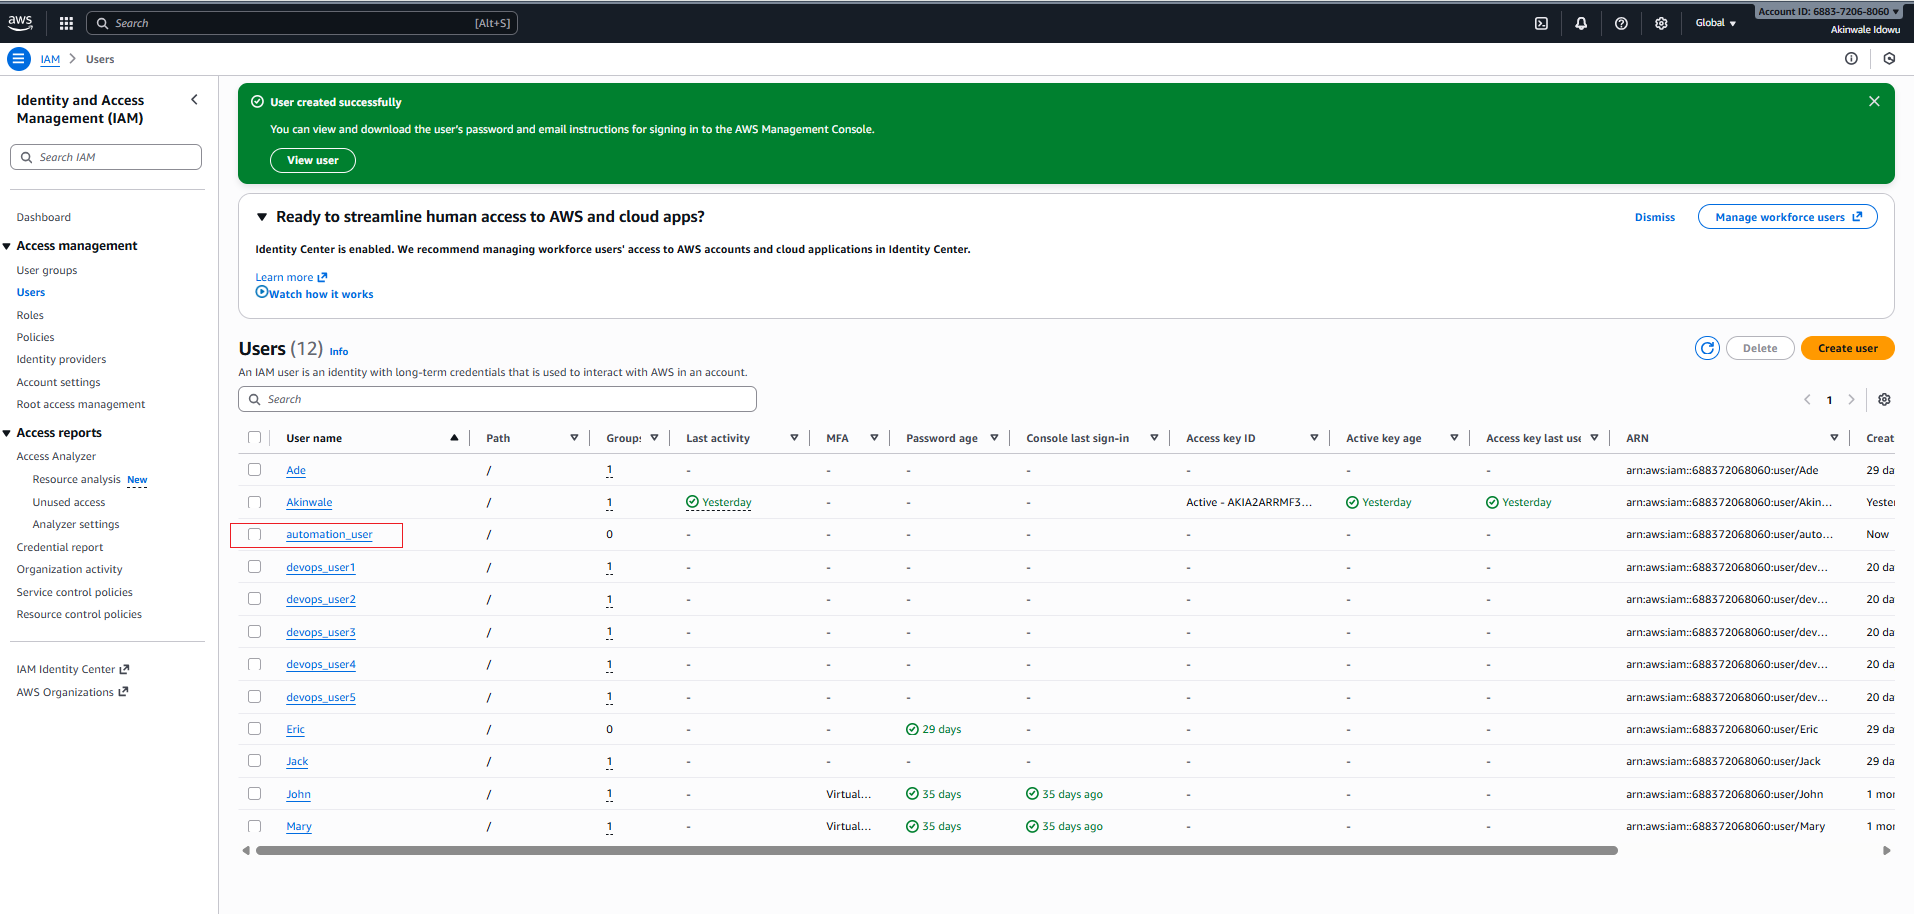 aws
Search [Alt+S] Global Account ID: 6883-7206-8060
Akinwale Idowu
IAM > Users
Identity and Access Management (IAM)
Search IAM
Dashboard
Access management
User groups
Users
Roles
Policies
Identity providers
Account settings
Root access management
Access reports
Access Analyzer
Resource analysis New
Unused access
Analyzer settings
Credential report
Organization activity
Service control policies
Resource control policies
IAM Identity Center
AWS Organizations
User created successfully
You can view and download the user's password and email instructions for signing in to the AWS Management Console.
View user
Ready to streamline human access to AWS and cloud apps?
Dismiss
Manage workforce users
Identity Center is enabled. We recommend managing workforce users' access to AWS accounts and cloud applications in Identity Center.
Learn more
Watch how it works
Users (12) Info
Delete
Create user
An IAM user is an identity with long-term credentials that is used to interact with AWS in an account.
Search
1
User name Path Groups Last activity MFA Password age Console last sign-in Access key ID Active key age Access key last use ARN Creat
Ade / 1 - - - - - - - arn:aws:iam::688372068060:user/Ade 29 da
Akinwale / 1 Yesterday - - - Active - AKIA2ARRMF3... Yesterday Yesterday arn:aws:iam::688372068060:user/Akin... Yester
automation_user / 0 - - - - - - - arn:aws:iam::688372068060:user/auto... Now
devops_user1 / 1 - - - - - - - arn:aws:iam::688372068060:user/dev... 20 da
devops_user2 / 1 - - - - - - - arn:aws:iam::688372068060:user/dev... 20 da
devops_user3 / 1 - - - - - - - arn:aws:iam::688372068060:user/dev... 20 da
devops_user4 / 1 - - - - - - - arn:aws:iam::688372068060:user/dev... 20 da
devops_user5 / 1 - - - - - - - arn:aws:iam::688372068060:user/dev... 20 da
Eric / 0 - - 29 days - - - - arn:aws:iam::688372068060:user/Eric 29 da
Jack / 1 - - - - - - - arn:aws:iam::688372068060:user/Jack 29 da
John / 1 - Virtual... 35 days 35 days ago - - - arn:aws:iam::688372068060:user/John 1 mor
Mary / 1 - Virtual... 35 days 35 days ago - - - arn:aws:iam::688372068060:user/Mary 1 mor